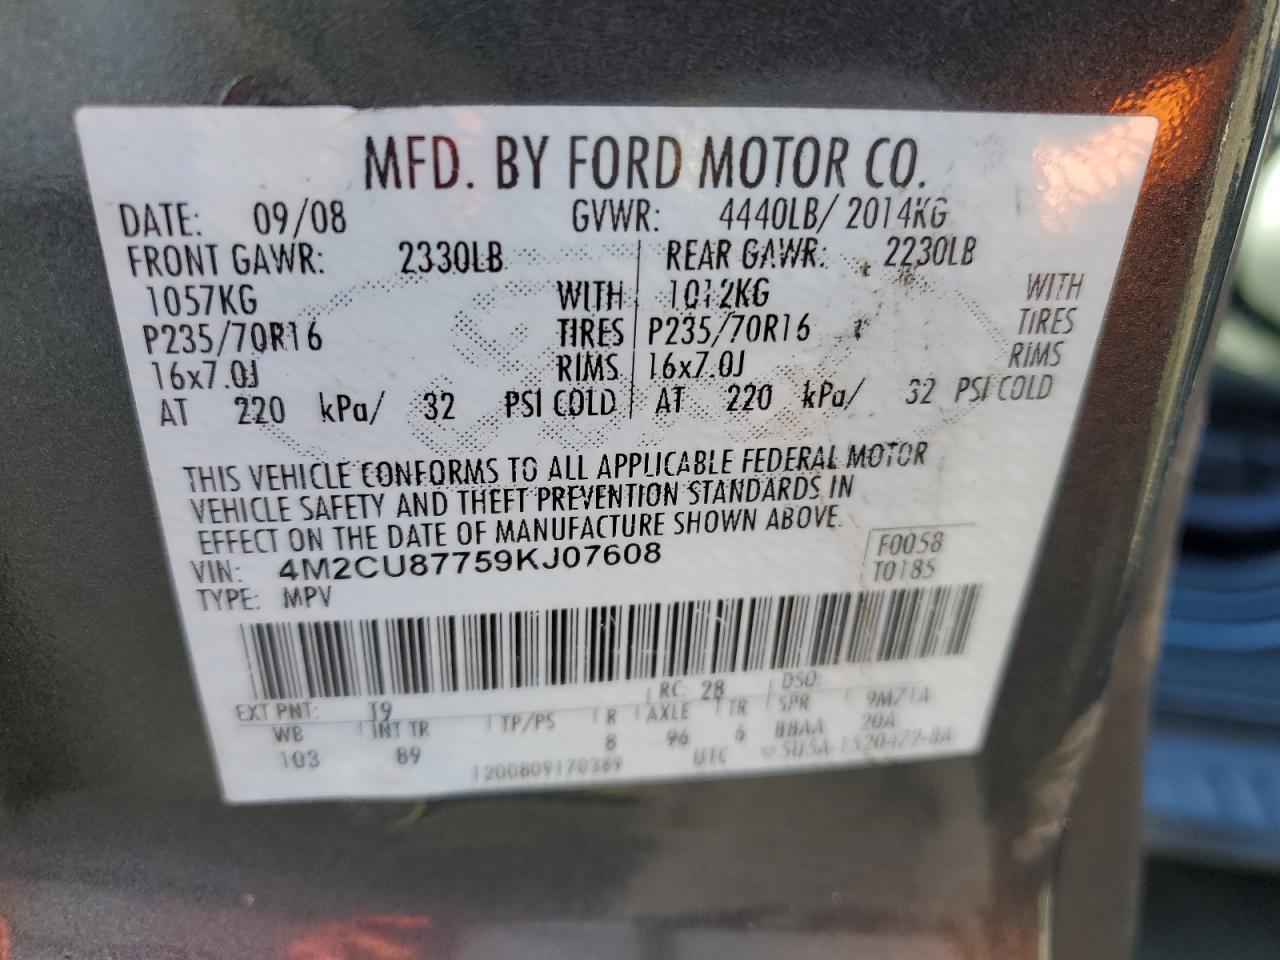 MFD. BY FORD MOTOR CO.
DATE: 09/08 GVWR: 4440LB/ 2014KG
FRONT GAWR: 2330LB REAR GAWR: 2230LB
1057KG WITH 1012KG WITH
P235/70R16 TIRES P235/70R16 TIRES
16x7.0J RIMS 16x7.0J RIMS
AT 220 kPa/ 32 PSI COLD AT 220 kPa/ 32 PSI COLD
THIS VEHICLE CONFORMS TO ALL APPLICABLE FEDERAL MOTOR
VEHICLE SAFETY AND THEFT PREVENTION STANDARDS IN
EFFECT ON THE DATE OF MANUFACTURE SHOWN ABOVE.
VIN: 4M2CU87759KJ07608 F0058
TYPE: MPV T0185
EXT PNT: T9 RC: 28 DSO:
WB INT TR TP/PS R AXLE TR SPR
103 89 8 96 6 BBAA 20A
1200809170389 UTC